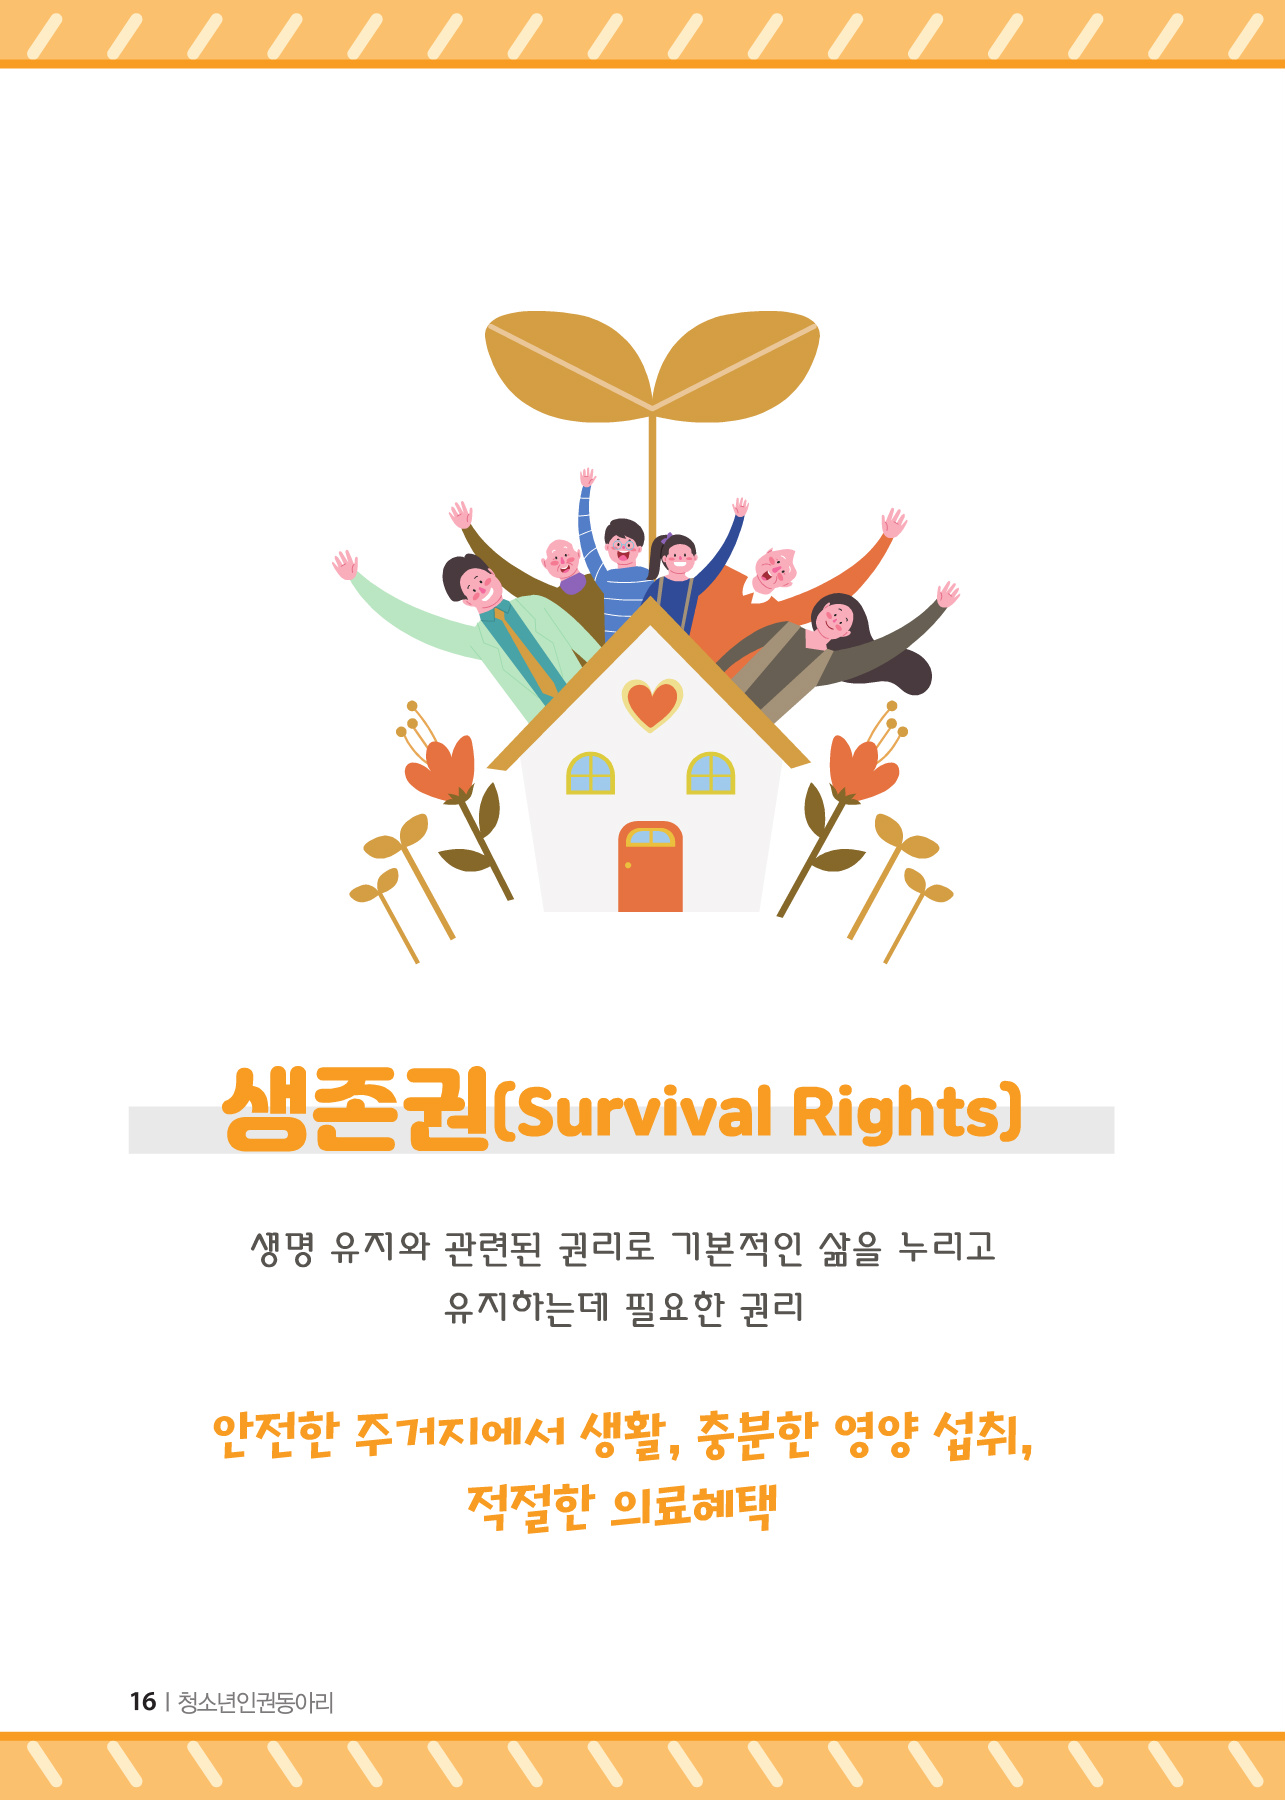 생존권(Survival Rights)
생명 유지와 관련된 권리로 기본적인 삶을 누리고
유지하는데 필요한 권리
안전한 주거지에서 생활, 충분한 영양 섭취,
적절한 의료혜택
16 | 청소년인권동아리